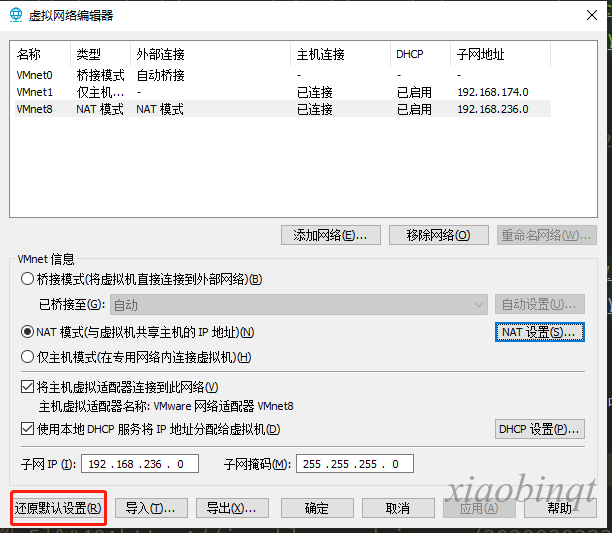 虚拟网络编辑器
名称 类型 外部连接 主机连接 DHCP 子网地址
VMnet0 桥接模式 自动桥接 - - -
VMnet1 仅主机... - 已连接 已启用 192.168.174.0
VMnet8 NAT 模式 NAT 模式 已连接 已启用 192.168.236.0
添加网络(E)... 移除网络(O) 重命名网络(W)...
VMnet 信息
桥接模式(将虚拟机直接连接到外部网络)(B)
已桥接至(G): 自动 自动设置(U)...
NAT 模式(与虚拟机共享主机的 IP 地址)(N) NAT 设置(S)...
仅主机模式(在专用网络内连接虚拟机)(H)
将主机虚拟适配器连接到此网络(V)
主机虚拟适配器名称: VMware 网络适配器 VMnet8
使用本地 DHCP 服务将 IP 地址分配给虚拟机(D) DHCP 设置(P)...
子网 IP (I): 192 . 168 . 236 . 0 子网掩码(M): 255 . 255 . 255 . 0
xiaobinqt
还原默认设置(R) 导入(T)... 导出(X)... 确定 取消 应用(A) 帮助